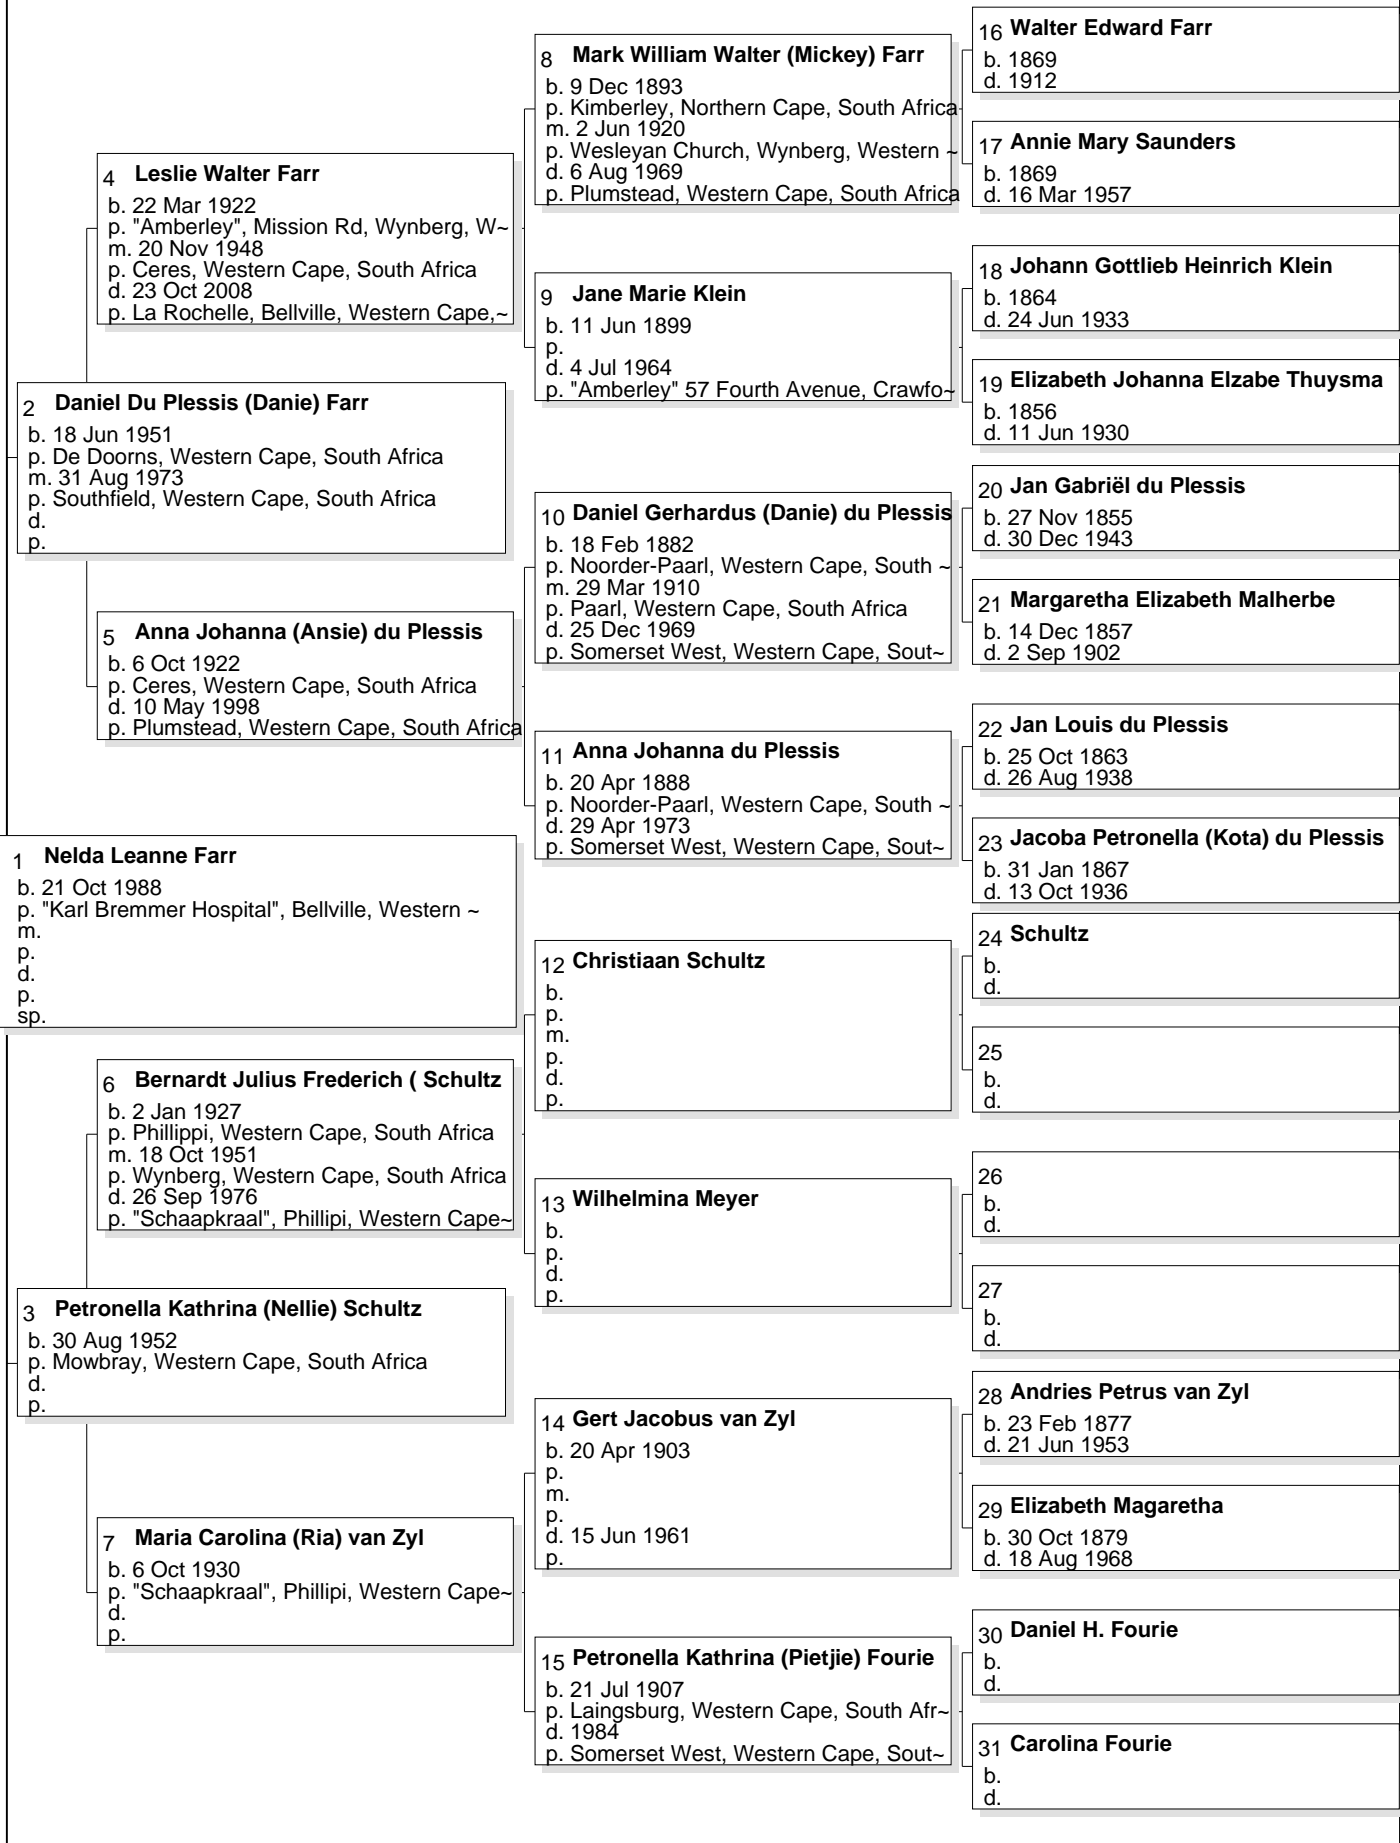 16 Walter Edward Farr
b. 1869
d. 1912
8 Mark William Walter (Mickey) Farr
b. 9 Dec 1893
p. Kimberley, Northern Cape, South Africa
m. 2 Jun 1920
p. Wesleyan Church, Wynberg, Western ~
d. 6 Aug 1969
p. Plumstead, Western Cape, South Africa
17 Annie Mary Saunders
b. 1869
d. 16 Mar 1957
4 Leslie Walter Farr
b. 22 Mar 1922
p. "Amberley", Mission Rd, Wynberg, W~
m. 20 Nov 1948
p. Ceres, Western Cape, South Africa
d. 23 Oct 2008
p. La Rochelle, Bellville, Western Cape,~
18 Johann Gottlieb Heinrich Klein
b. 1864
d. 24 Jun 1933
9 Jane Marie Klein
b. 11 Jun 1899
p.
d. 4 Jul 1964
p. "Amberley" 57 Fourth Avenue, Crawfo~
19 Elizabeth Johanna Elzabe Thuysma
b. 1856
d. 11 Jun 1930
2 Daniel Du Plessis (Danie) Farr
b. 18 Jun 1951
p. De Doorns, Western Cape, South Africa
m. 31 Aug 1973
p. Southfield, Western Cape, South Africa
d.
p.
20 Jan Gabriël du Plessis
b. 27 Nov 1855
d. 30 Dec 1943
10 Daniel Gerhardus (Danie) du Plessis
b. 18 Feb 1882
p. Noorder-Paarl, Western Cape, South ~
m. 29 Mar 1910
p. Paarl, Western Cape, South Africa
d. 25 Dec 1969
p. Somerset West, Western Cape, Sout~
21 Margaretha Elizabeth Malherbe
b. 14 Dec 1857
d. 2 Sep 1902
5 Anna Johanna (Ansie) du Plessis
b. 6 Oct 1922
p. Ceres, Western Cape, South Africa
d. 10 May 1998
p. Plumstead, Western Cape, South Africa
22 Jan Louis du Plessis
b. 25 Oct 1863
d. 26 Aug 1938
11 Anna Johanna du Plessis
b. 20 Apr 1888
p. Noorder-Paarl, Western Cape, South ~
d. 29 Apr 1973
p. Somerset West, Western Cape, Sout~
23 Jacoba Petronella (Kota) du Plessis
b. 31 Jan 1867
d. 13 Oct 1936
1 Nelda Leanne Farr
b. 21 Oct 1988
p. "Karl Bremmer Hospital", Bellville, Western ~
m.
p.
d.
p.
sp.
24 Schultz
b.
d.
12 Christiaan Schultz
b.
p.
m.
p.
d.
p.
25
b.
d.
6 Bernardt Julius Frederich ( Schultz
b. 2 Jan 1927
p. Phillippi, Western Cape, South Africa
m. 18 Oct 1951
p. Wynberg, Western Cape, South Africa
d. 26 Sep 1976
p. "Schaapkraal", Phillipi, Western Cape~
26
b.
d.
13 Wilhelmina Meyer
b.
p.
d.
p.
27
b.
d.
3 Petronella Kathrina (Nellie) Schultz
b. 30 Aug 1952
p. Mowbray, Western Cape, South Africa
d.
p.
28 Andries Petrus van Zyl
b. 23 Feb 1877
d. 21 Jun 1953
14 Gert Jacobus van Zyl
b. 20 Apr 1903
p.
m.
p.
d. 15 Jun 1961
p.
29 Elizabeth Magaretha
b. 30 Oct 1879
d. 18 Aug 1968
7 Maria Carolina (Ria) van Zyl
b. 6 Oct 1930
p. "Schaapkraal", Phillipi, Western Cape~
d.
p.
30 Daniel H. Fourie
b.
d.
15 Petronella Kathrina (Pietjie) Fourie
b. 21 Jul 1907
p. Laingsburg, Western Cape, South Afr~
d. 1984
p. Somerset West, Western Cape, Sout~
31 Carolina Fourie
b.
d.